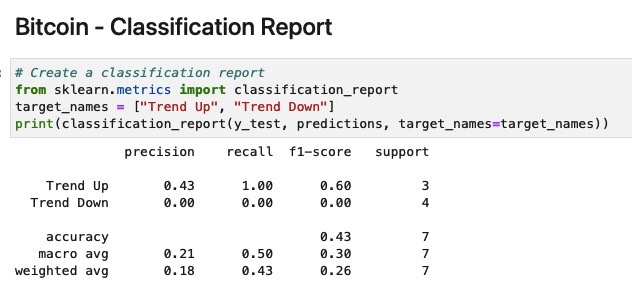 Bitcoin - Classification Report
# Create a classification report
from sklearn.metrics import classification_report
target_names = ["Trend Up", "Trend Down"]
print(classification_report(y_test, predictions, target_names=target_names))
precision recall f1-score support
Trend Up 0.43 1.00 0.60 3
Trend Down 0.00 0.00 0.00 4
accuracy 0.43 7
macro avg 0.21 0.50 0.30 7
weighted avg 0.18 0.43 0.26 7